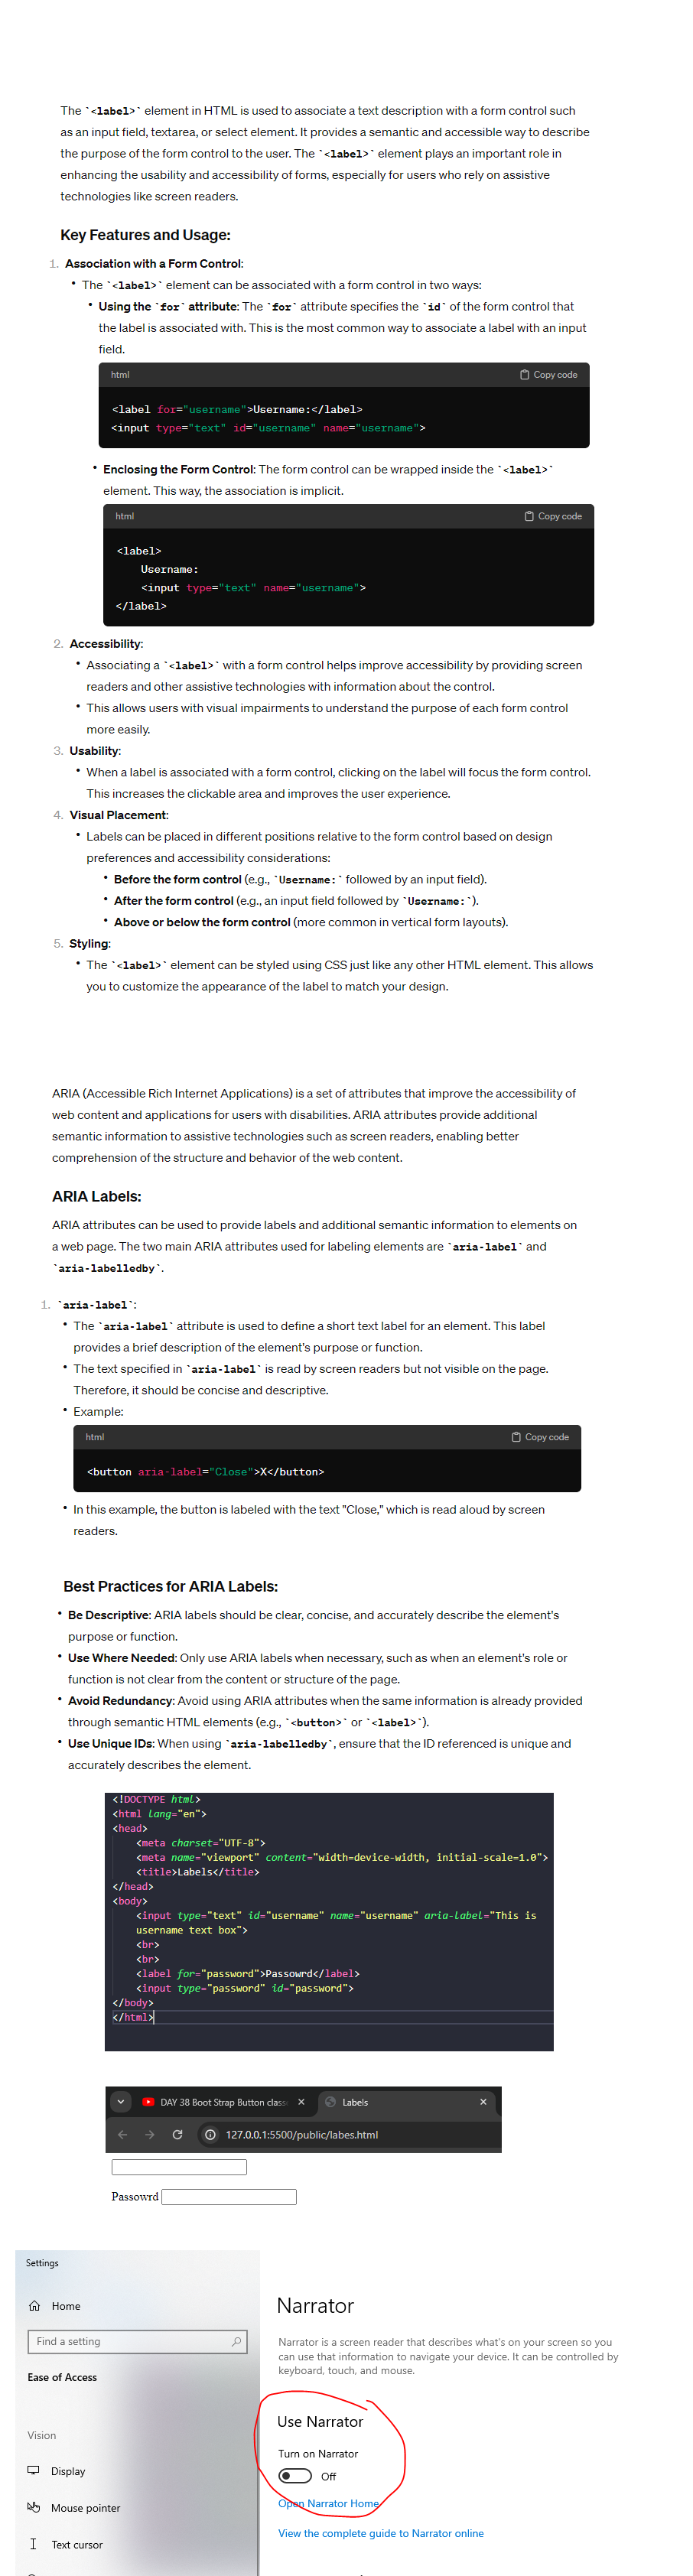 The `<label>` element in HTML is used to associate a text description with a form control such
as an input field, textarea, or select element. It provides a semantic and accessible way to describe
the purpose of the form control to the user. The `<label>` element plays an important role in
enhancing the usability and accessibility of forms, especially for users who rely on assistive
technologies like screen readers.
Key Features and Usage:
1. Association with a Form Control:
• The `<label>` element can be associated with a form control in two ways:
• Using the `for` attribute: The `for` attribute specifies the `id` of the form control that
the label is associated with. This is the most common way to associate a label with an input
field.
html Copy code
<label for="username">Username:</label>
<input type="text" id="username" name="username">
• Enclosing the Form Control: The form control can be wrapped inside the `<label>`
element. This way, the association is implicit.
html Copy code
<label>
Username:
<input type="text" name="username">
</label>
2. Accessibility:
• Associating a `<label>` with a form control helps improve accessibility by providing screen
readers and other assistive technologies with information about the control.
• This allows users with visual impairments to understand the purpose of each form control
more easily.
3. Usability:
• When a label is associated with a form control, clicking on the label will focus the form control.
This increases the clickable area and improves the user experience.
4. Visual Placement:
• Labels can be placed in different positions relative to the form control based on design
preferences and accessibility considerations:
• Before the form control (e.g., `Username:` followed by an input field).
• After the form control (e.g., an input field followed by `Username:`).
• Above or below the form control (more common in vertical form layouts).
5. Styling:
• The `<label>` element can be styled using CSS just like any other HTML element. This allows
you to customize the appearance of the label to match your design.
ARIA (Accessible Rich Internet Applications) is a set of attributes that improve the accessibility of
web content and applications for users with disabilities. ARIA attributes provide additional
semantic information to assistive technologies such as screen readers, enabling better
comprehension of the structure and behavior of the web content.
ARIA Labels:
ARIA attributes can be used to provide labels and additional semantic information to elements on
a web page. The two main ARIA attributes used for labeling elements are `aria-label` and
`aria-labelledby`.
1. `aria-label`:
• The `aria-label` attribute is used to define a short text label for an element. This label
provides a brief description of the element's purpose or function.
• The text specified in `aria-label` is read by screen readers but not visible on the page.
Therefore, it should be concise and descriptive.
• Example:
html Copy code
<button aria-label="Close">X</button>
• In this example, the button is labeled with the text "Close," which is read aloud by screen
readers.
Best Practices for ARIA Labels:
• Be Descriptive: ARIA labels should be clear, concise, and accurately describe the element's
purpose or function.
• Use Where Needed: Only use ARIA labels when necessary, such as when an element's role or
function is not clear from the content or structure of the page.
• Avoid Redundancy: Avoid using ARIA attributes when the same information is already provided
through semantic HTML elements (e.g., `<button>` or `<label>`).
• Use Unique IDs: When using `aria-labelledby`, ensure that the ID referenced is unique and
accurately describes the element.
<!DOCTYPE html>
<html lang="en">
<head>
<meta charset="UTF-8">
<meta name="viewport" content="width=device-width, initial-scale=1.0">
<title>Labels</title>
</head>
<body>
<input type="text" id="username" name="username" aria-label="This is
username text box">
<br>
<br>
<label for="password">Passowrd</label>
<input type="password" id="password">
</body>
</html>
DAY 38 Boot Strap Button class Labels
127.0.0.1:5500/public/labes.html
Passowrd
Settings
Home
Find a setting
Ease of Access
Vision
Display
Mouse pointer
Text cursor
Narrator
Narrator is a screen reader that describes what's on your screen so you
can use that information to navigate your device. It can be controlled by
keyboard, touch, and mouse.
Use Narrator
Turn on Narrator
Off
Open Narrator Home
View the complete guide to Narrator online